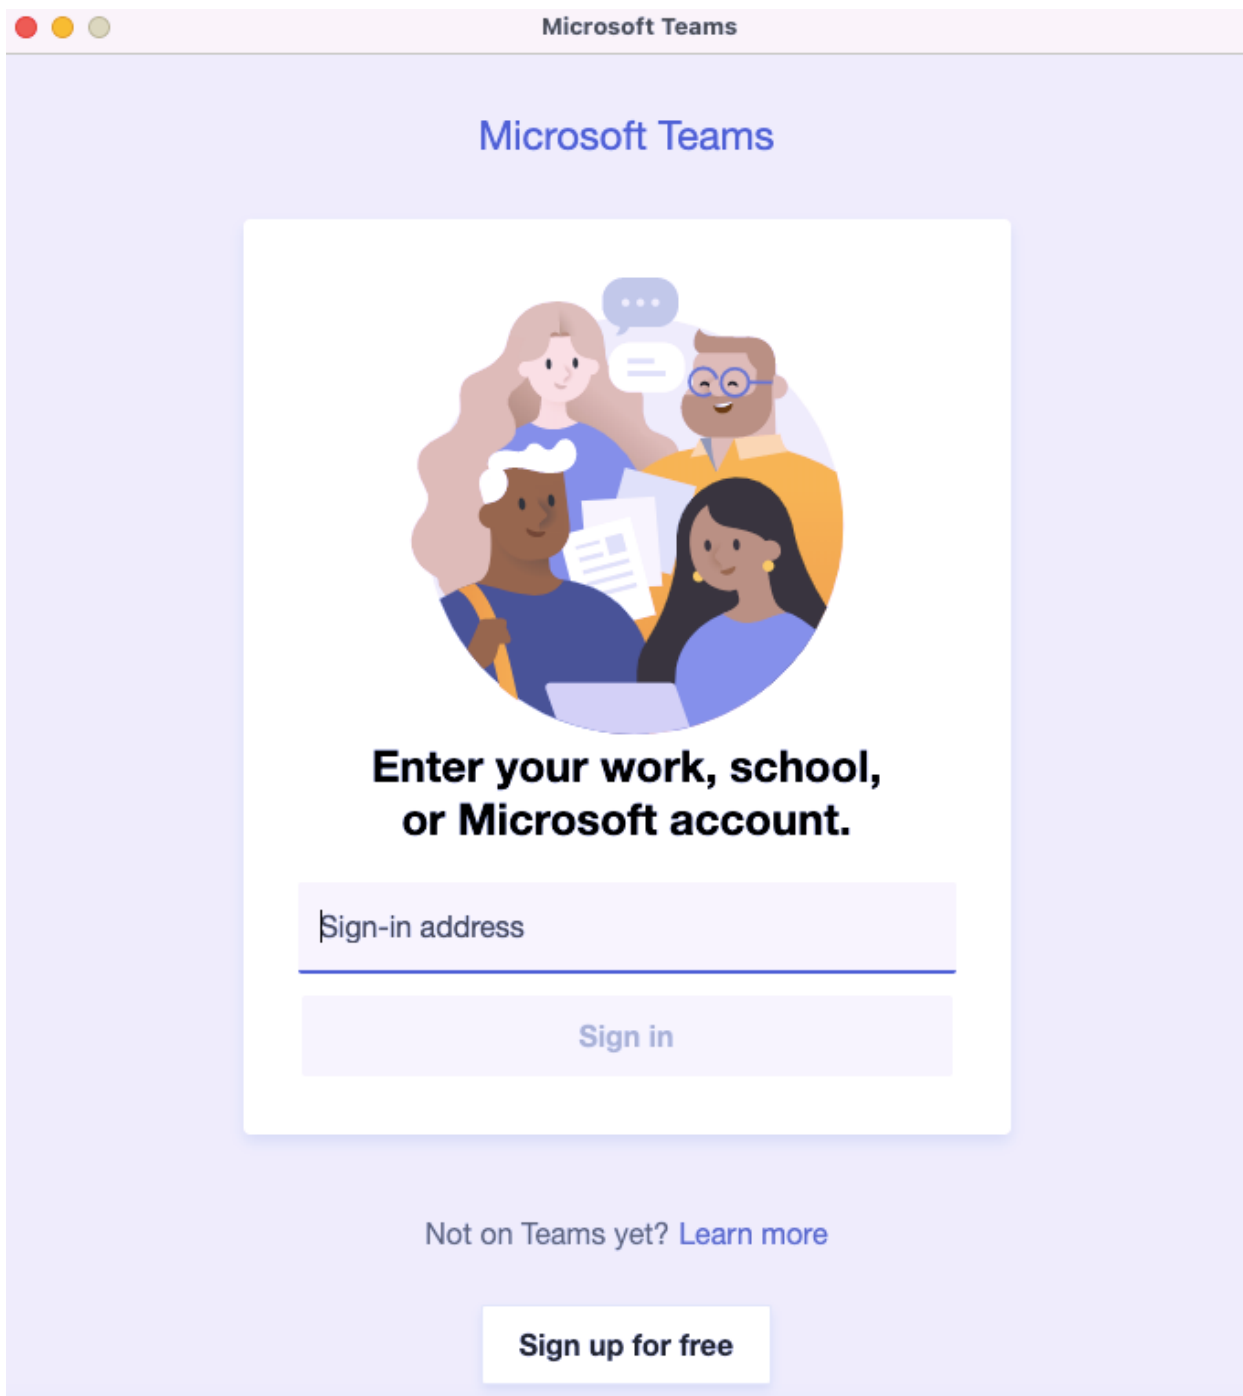 Microsoft Teams
Microsoft Teams
Enter your work, school,
or Microsoft account.
Sign-in address
Sign in
Not on Teams yet? Learn more
Sign up for free